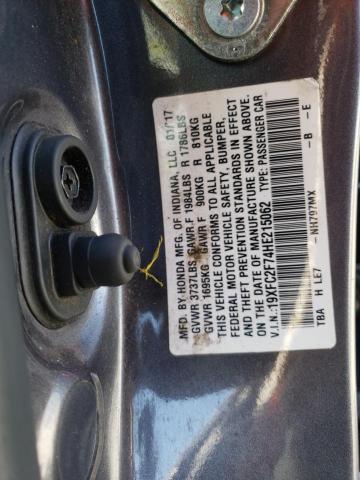 MFD. BY HONDA MFG. OF INDIANA, LLC 01/17
GVWR 3737LBS GAWR F 1984LBS R 1786LBS
GVWR 1695KG GAWR F 900KG R 810KG
THIS VEHICLE CONFORMS TO ALL APPLICABLE
FEDERAL MOTOR VEHICLE SAFETY, BUMPER,
AND THEFT PREVENTION STANDARDS IN EFFECT
ON THE DATE OF MANUFACTURE SHOWN ABOVE.
V.I.N.: 19XFC2F74HE215062 TYPE: PASSENGER CAR
NH797MX -B -E
TBA H LE7